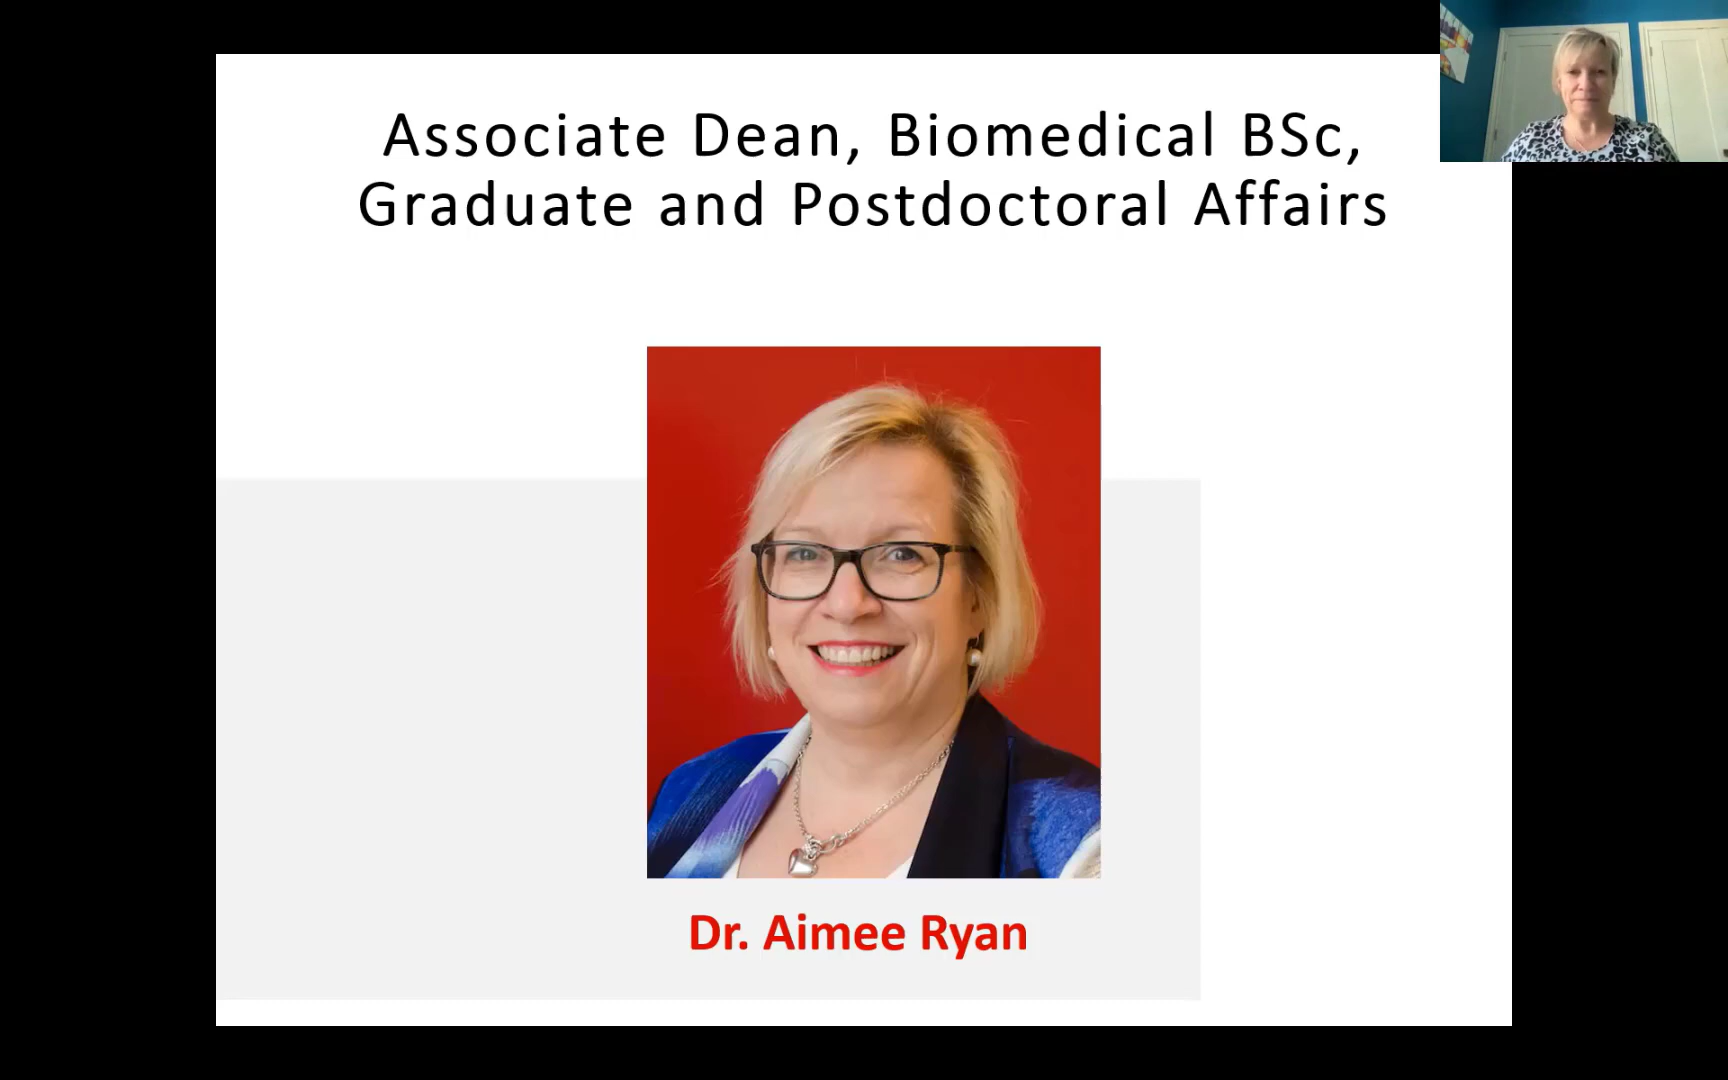 Associate Dean, Biomedical BSc,
Graduate and Postdoctoral Affairs
Dr. Aimee Ryan